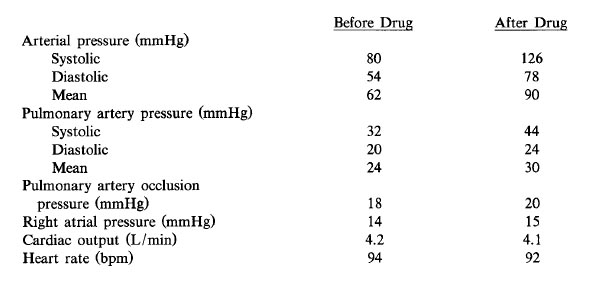 Before Drug After Drug
Arterial pressure (mmHg)
Systolic 80 126
Diastolic 54 78
Mean 62 90
Pulmonary artery pressure (mmHg)
Systolic 32 44
Diastolic 20 24
Mean 24 30
Pulmonary artery occlusion
pressure (mmHg) 18 20
Right atrial pressure (mmHg) 14 15
Cardiac output (L/min) 4.2 4.1
Heart rate (bpm) 94 92